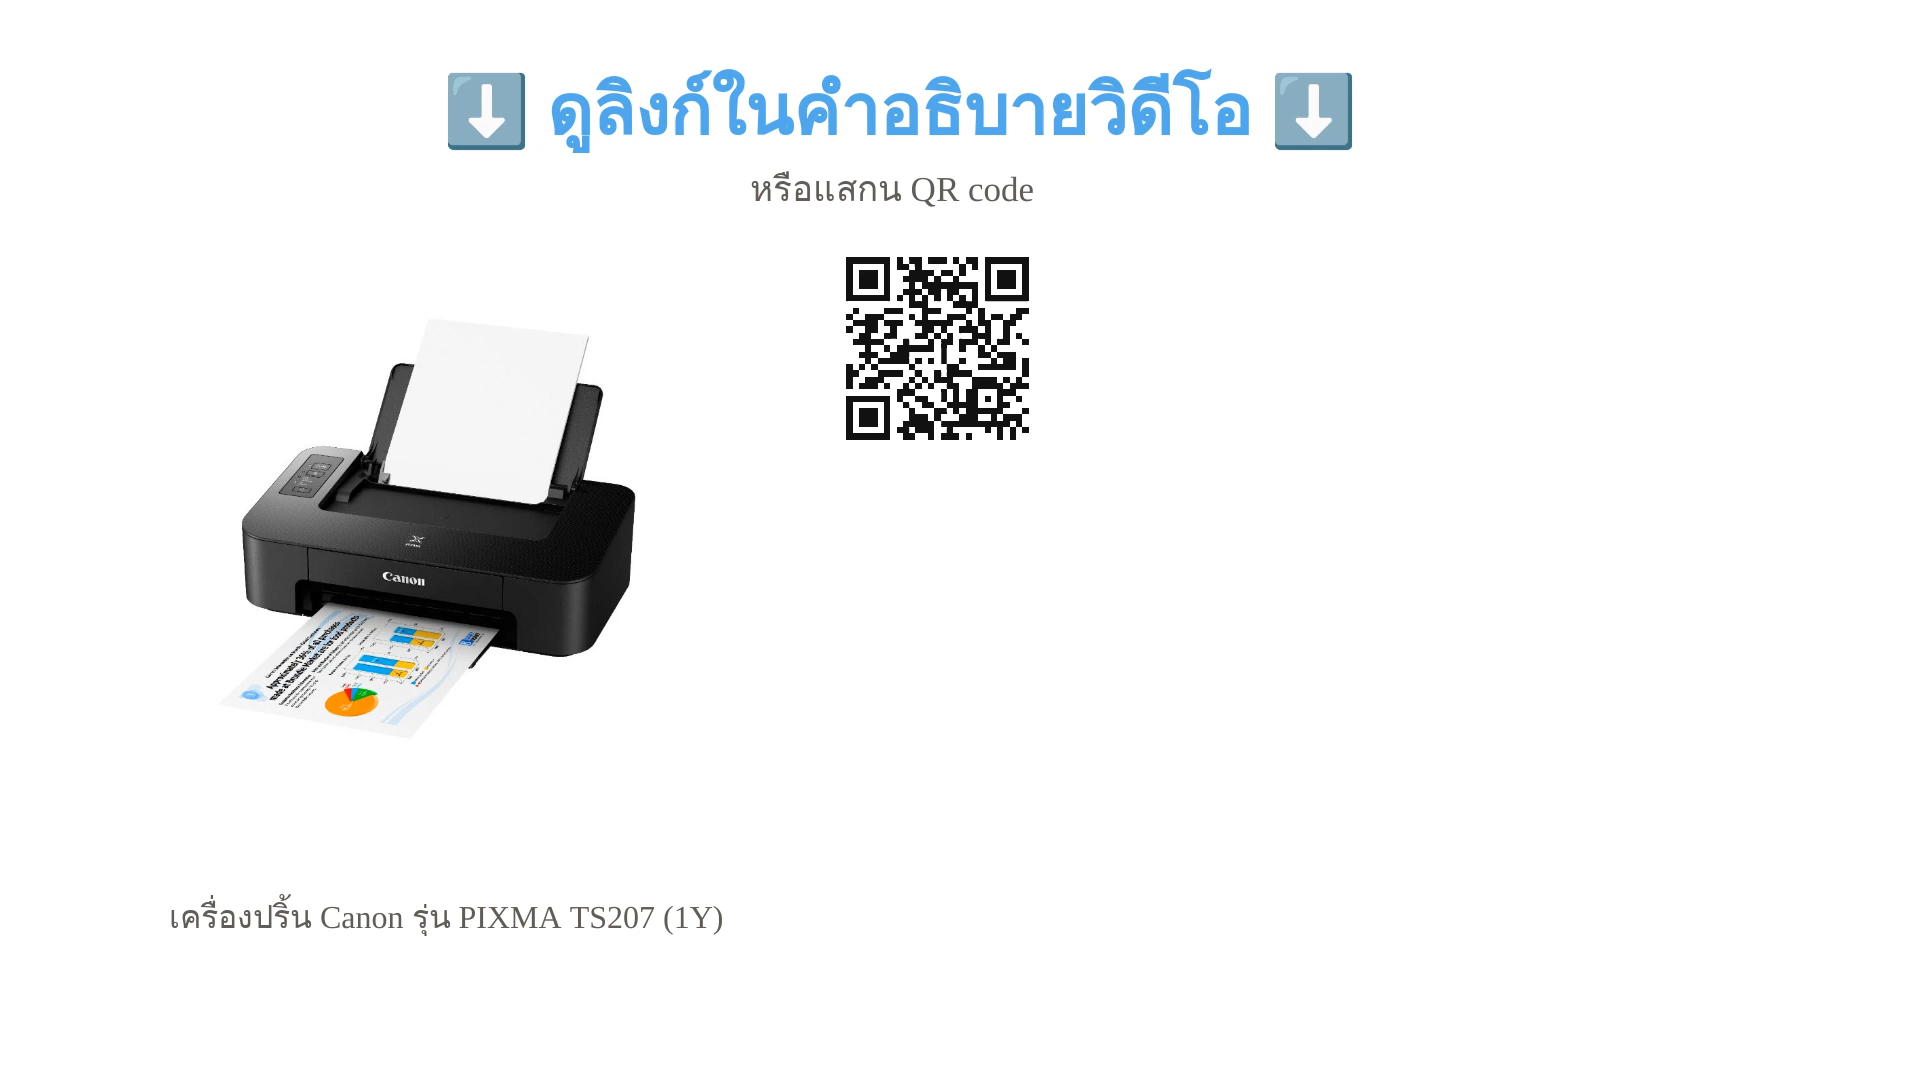 ⬇️ ดูลิงก์ในคำอธิบายวิดีโอ ⬇️
หรือแสกน QR code
Canon
เครื่องปริ้น Canon รุ่น PIXMA TS207 (1Y)